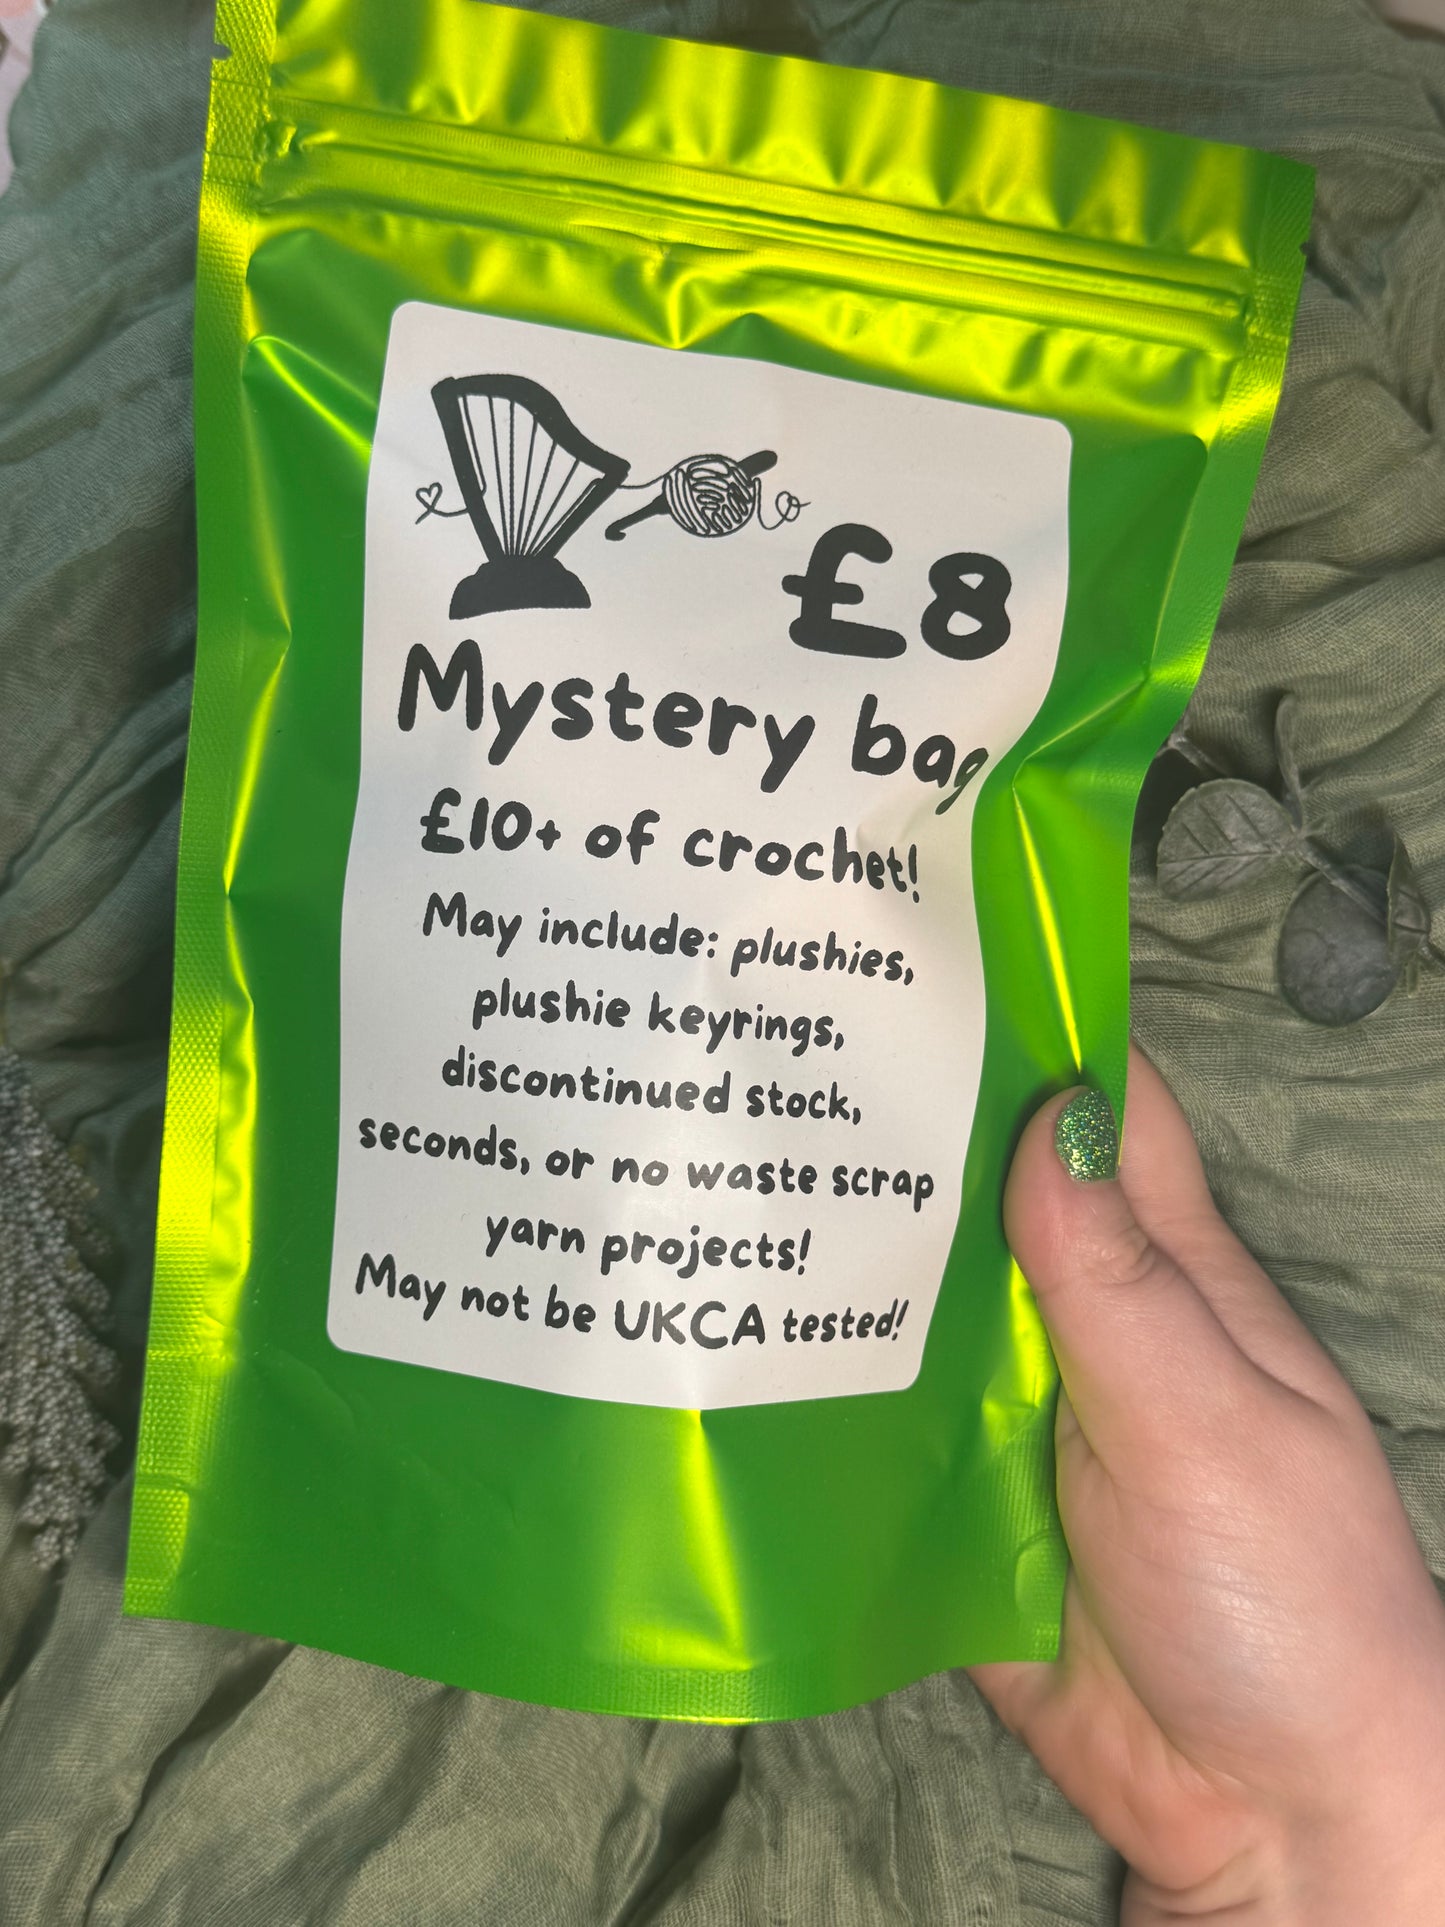 £8
Mystery bag
£10+ of crochet!
May include: plushies,
plushie keyrings,
discontinued stock,
seconds, or no waste scrap
yarn projects!
May not be UKCA tested!